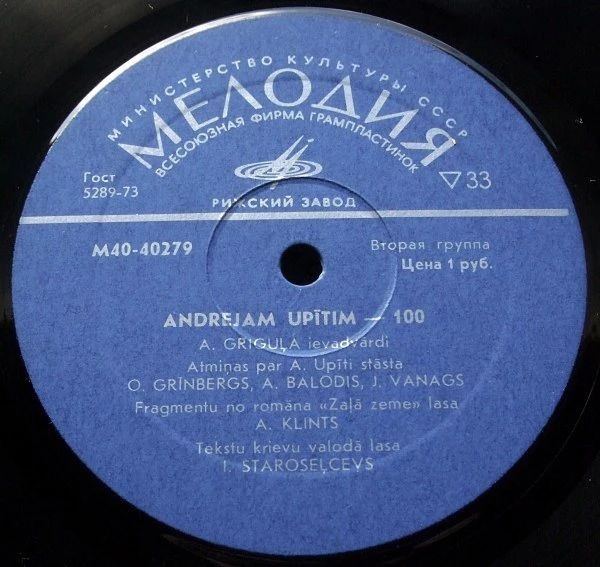 МИНИСТЕРСТВО КУЛЬТУРЫ СССР
МЕЛОДИЯ
ВСЕСОЮЗНАЯ ФИРМА ГРАМПЛАСТИНОК
Гост
5289-73
▽33
РИЖСКИЙ ЗАВОД
М40-40279
Вторая группа
Цена 1 руб.
ANDREJAM UPĪTIM — 100
A. GRIGUĻA ievadvārdi
Atmiņas par A. Upīti stāsta
O. GRĪNBERGS, A. BALODIS, J. VANAGS
Fragmentu no romāna «Zaļā zeme» lasa
A. KLINTS
Tekstu krievu valodā lasa
I. STAROSEĻCEVS